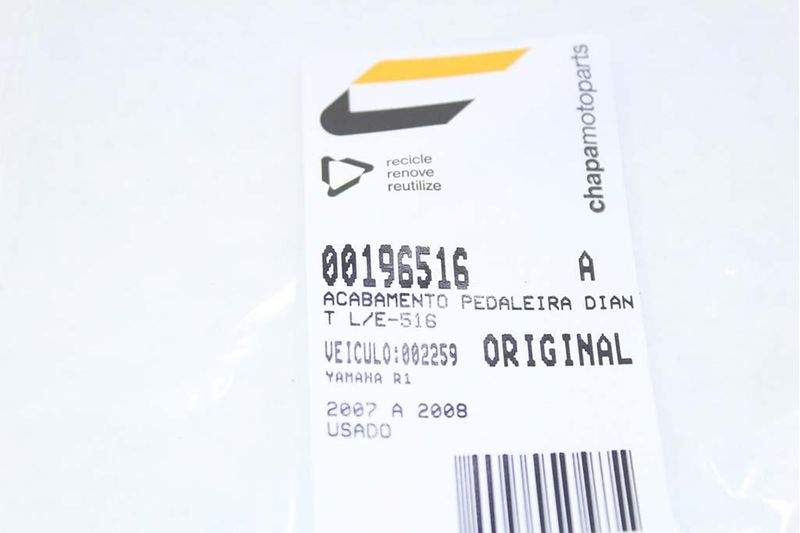 chapamotoparts
recicle
renove
reutilize
00196516 A
ACABAMENTO PEDALEIRA DIAN
T L/E-516
VEICULO:002259 ORIGINAL
YAMAHA R1
2007 A 2008
USADO